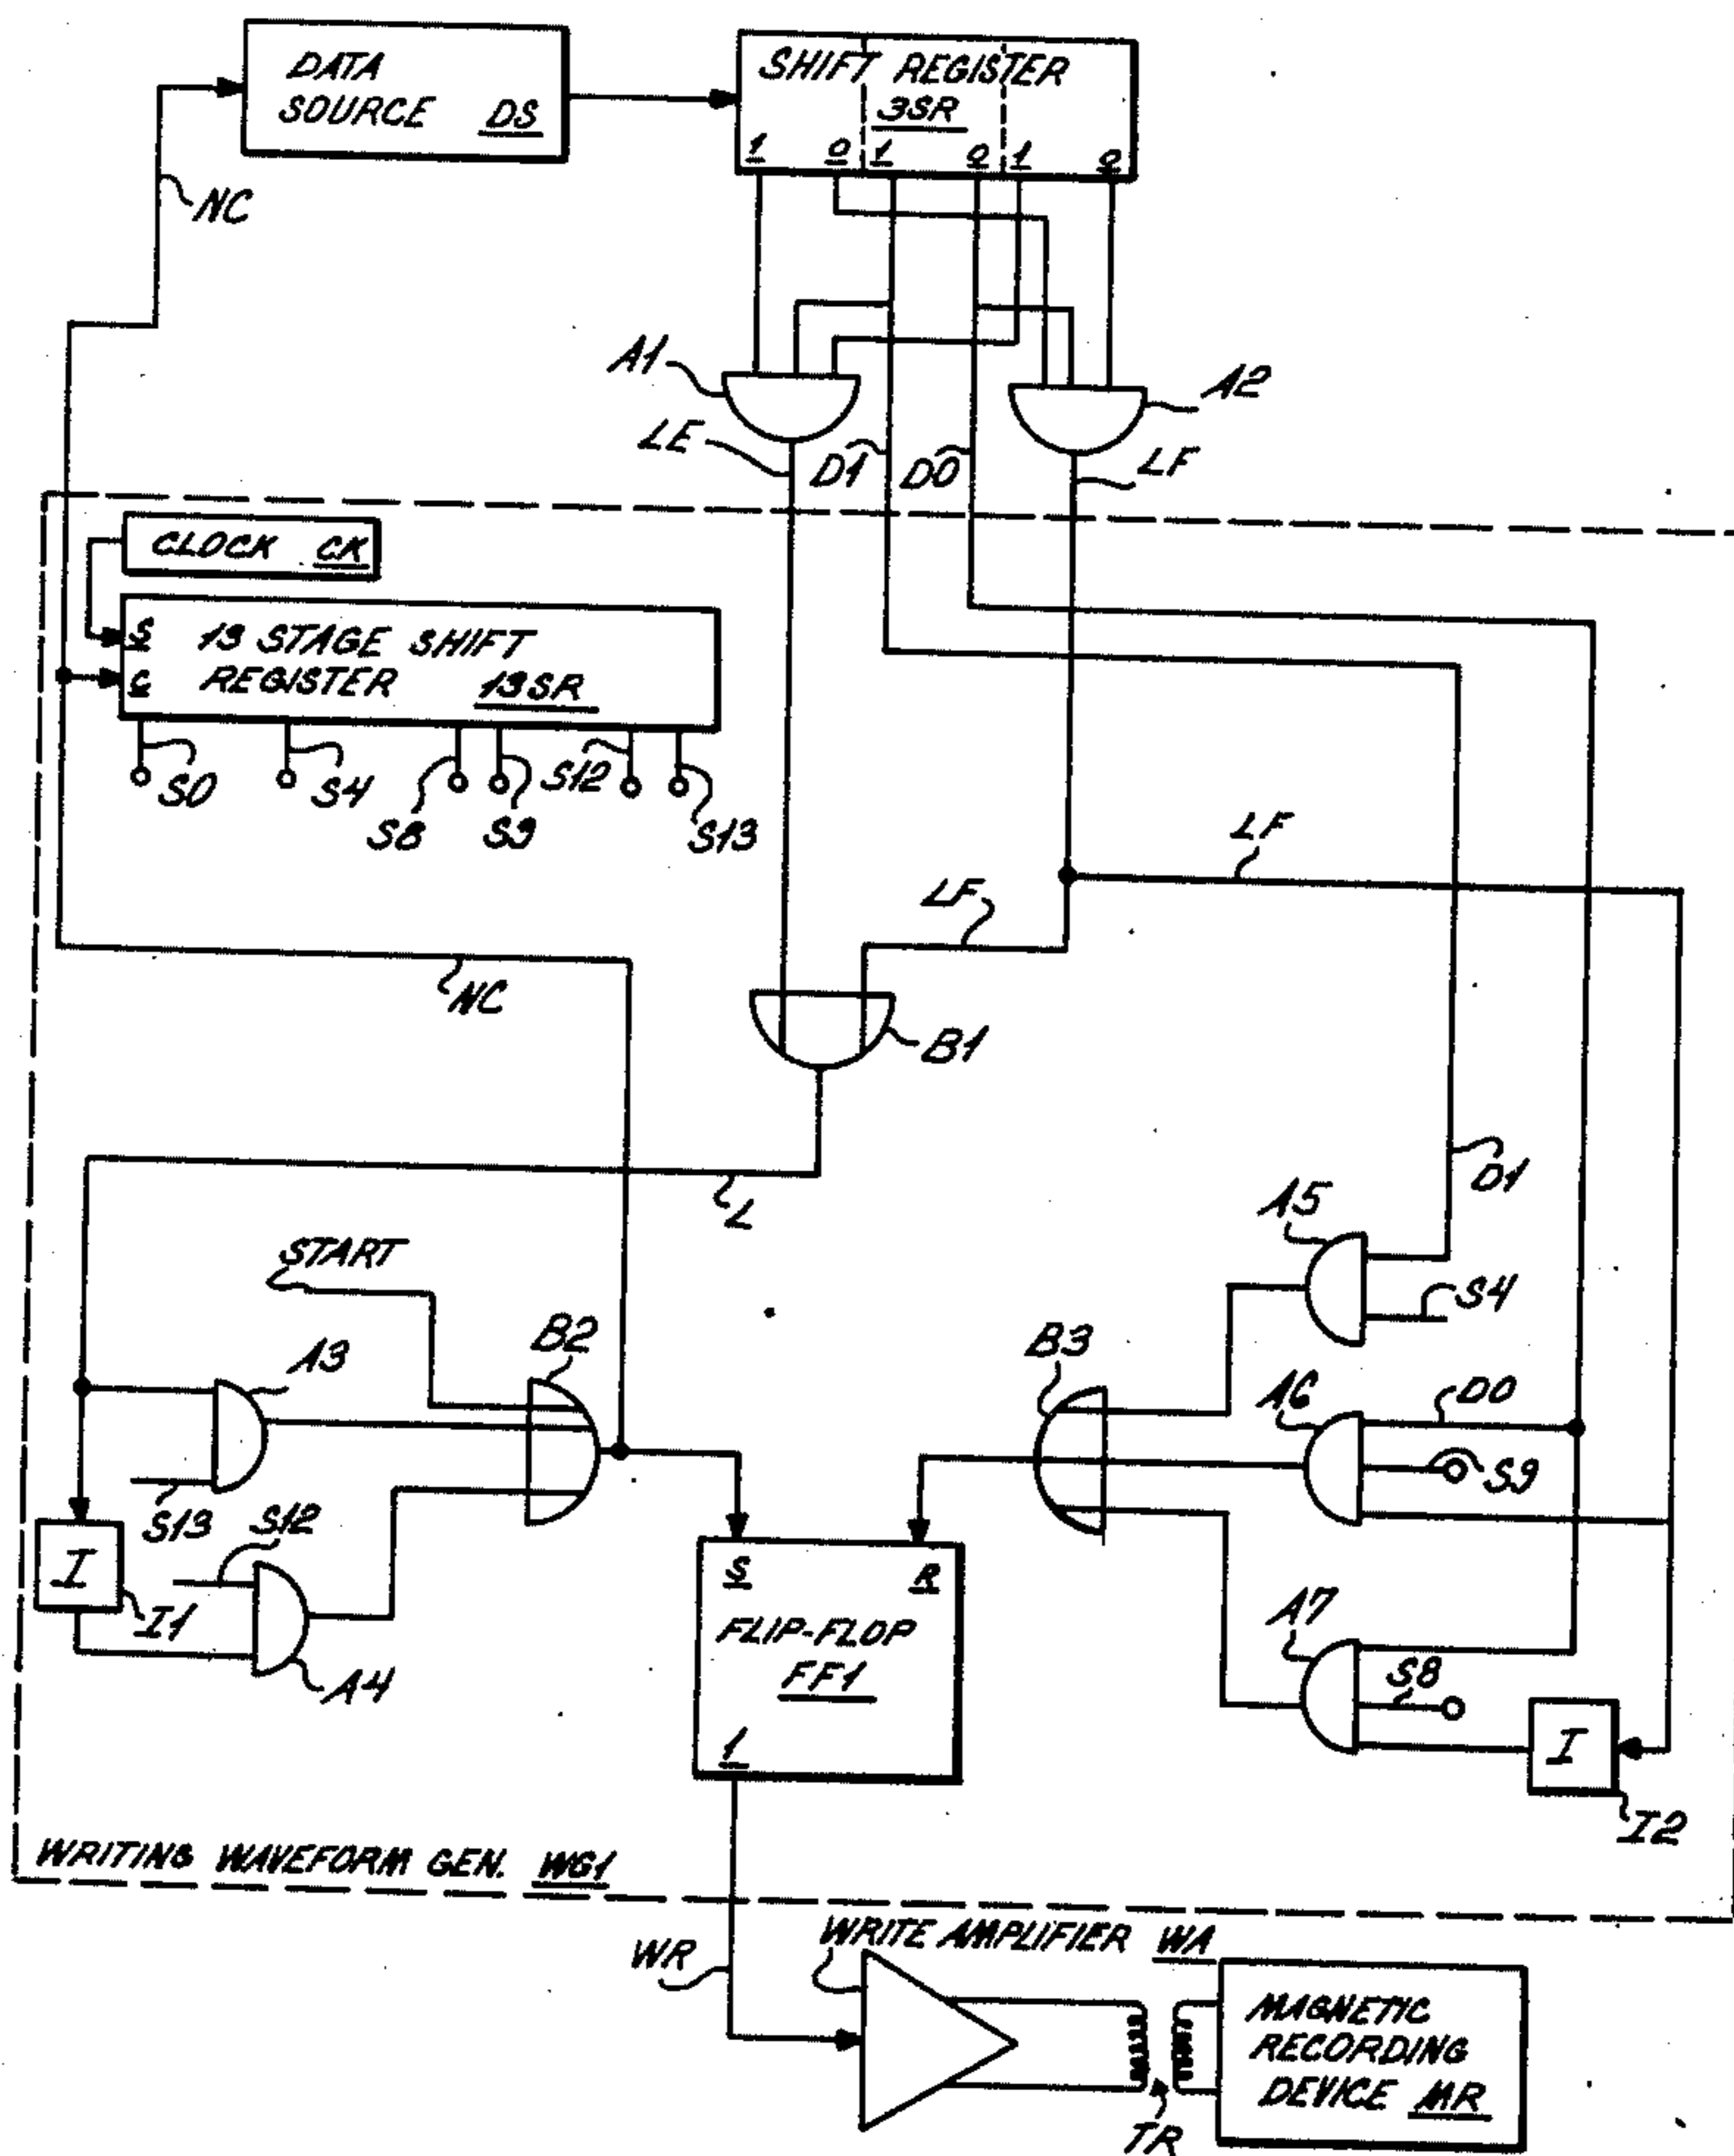 DATA
SOURCE DS
SHIFT REGISTER
3SR
1 0 1 0 1 0
NC
A1
A2
LE
D1
D0
LF
CLOCK CK
S 13 STAGE SHIFT
C REGISTER 13SR
S0
S4
S8
S9
S12
S13
LF
LF
NC
B1
L
D1
A5
START
S4
B2
B3
A3
A6
D0
S9
S13
S12
I
I1
A4
S R
FLIP-FLOP
FF1
1
A7
S8
I
I2
WRITING WAVEFORM GEN. WG1
WRITE AMPLIFIER WA
WR
MAGNETIC
RECORDING
DEVICE MR
TR